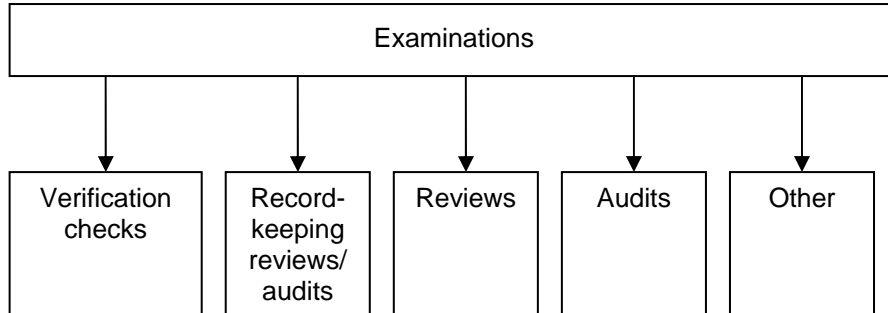 Examinations
Verification
checks
Record-
keeping
reviews/
audits
Reviews
Audits
Other